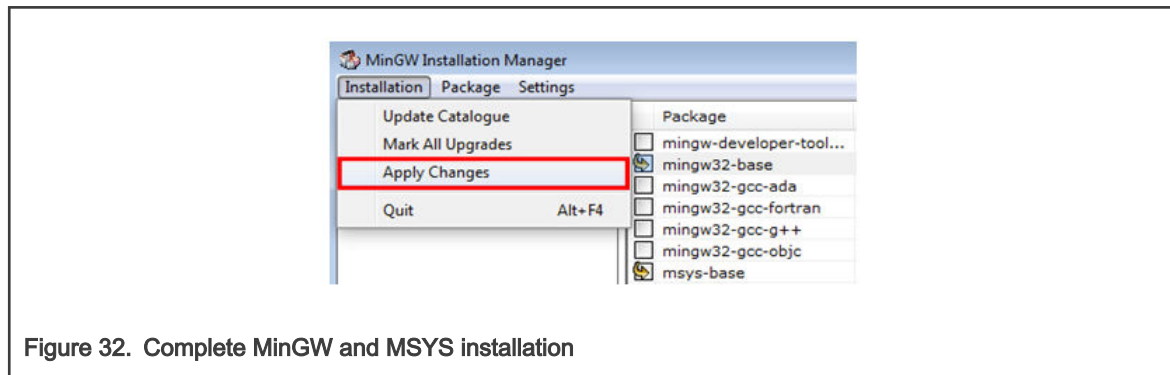 MinGW Installation Manager
Installation Package Settings
Update Catalogue
Mark All Upgrades
Apply Changes
Quit Alt+F4
Package
mingw-developer-tool...
mingw32-base
mingw32-gcc-ada
mingw32-gcc-fortran
mingw32-gcc-g++
mingw32-gcc-objc
msys-base
Figure 32. Complete MinGW and MSYS installation